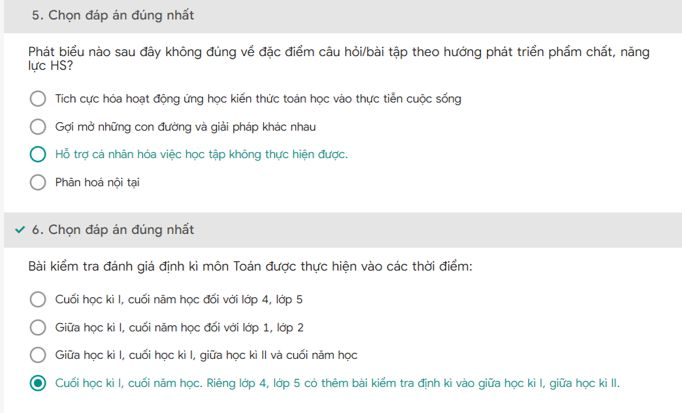 5. Chọn đáp án đúng nhất
Phát biểu nào sau đây không đúng về đặc điểm câu hỏi/bài tập theo hướng phát triển phẩm chất, năng
lực HS?
Tích cực hóa hoạt động ứng học kiến thức toán học vào thực tiễn cuộc sống
Gợi mở những con đường và giải pháp khác nhau
Hỗ trợ cá nhân hóa việc học tập không thực hiện được.
Phân hoá nội tại
6. Chọn đáp án đúng nhất
Bài kiểm tra đánh giá định kì môn Toán được thực hiện vào các thời điểm:
Cuối học kì I, cuối năm học đối với lớp 4, lớp 5
Giữa học kì I, cuối năm học đối với lớp 1, lớp 2
Giữa học kì I, cuối học kì I, giữa học kì II và cuối năm học
Cuối học kì I, cuối năm học. Riêng lớp 4, lớp 5 có thêm bài kiểm tra định kì vào giữa học kì I, giữa học kì II.